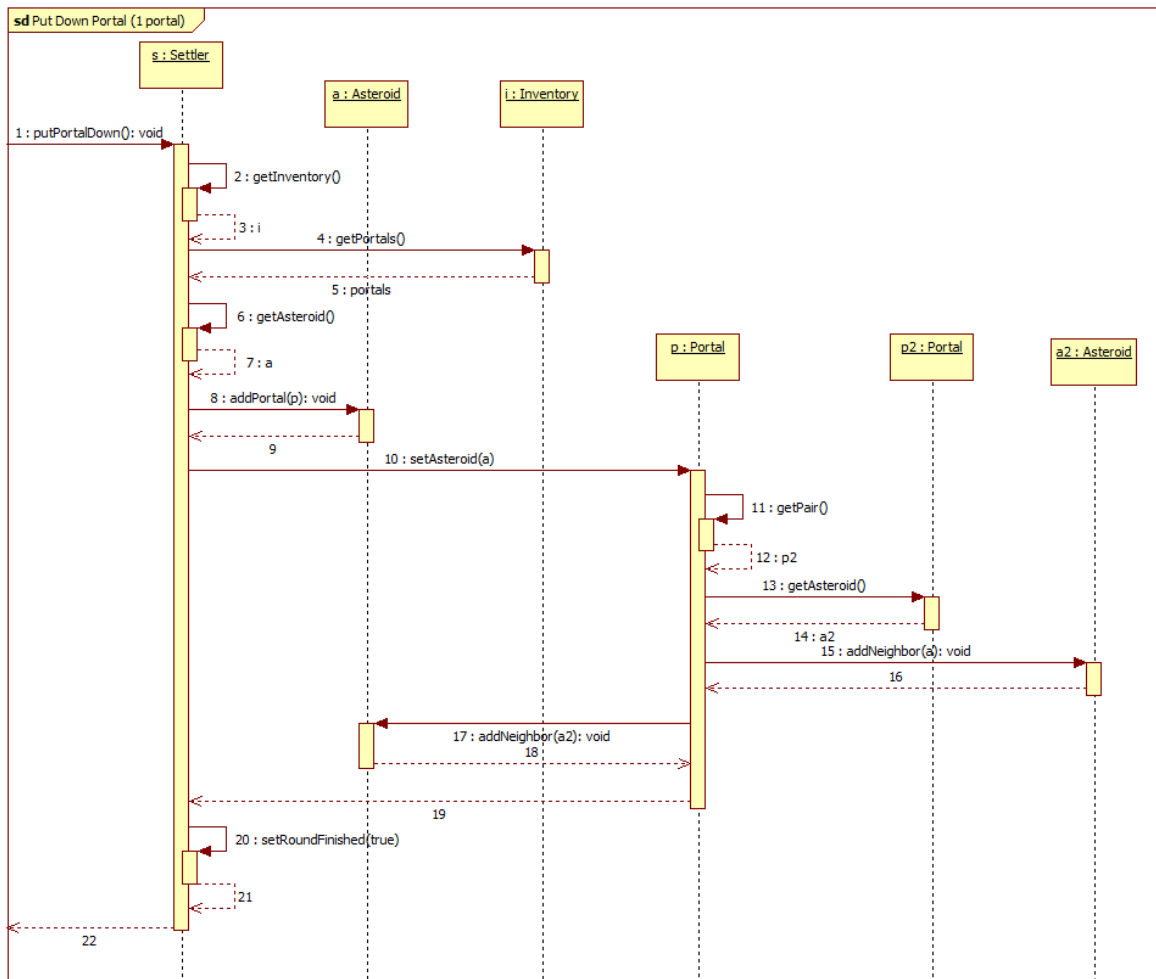 sd Put Down Portal (1 portal)
s : Settler
a : Asteroid
i : Inventory
1 : putPortalDown(): void
2 : getInventory()
3 : i
4 : getPortals()
5 : portals
6 : getAsteroid()
p : Portal
p2 : Portal
a2 : Asteroid
7 : a
8 : addPortal(p): void
9
10 : setAsteroid(a)
11 : getPair()
12 : p2
13 : getAsteroid()
14 : a2
15 : addNeighbor(a): void
16
17 : addNeighbor(a2): void
18
19
20 : setRoundFinished(true)
21
22